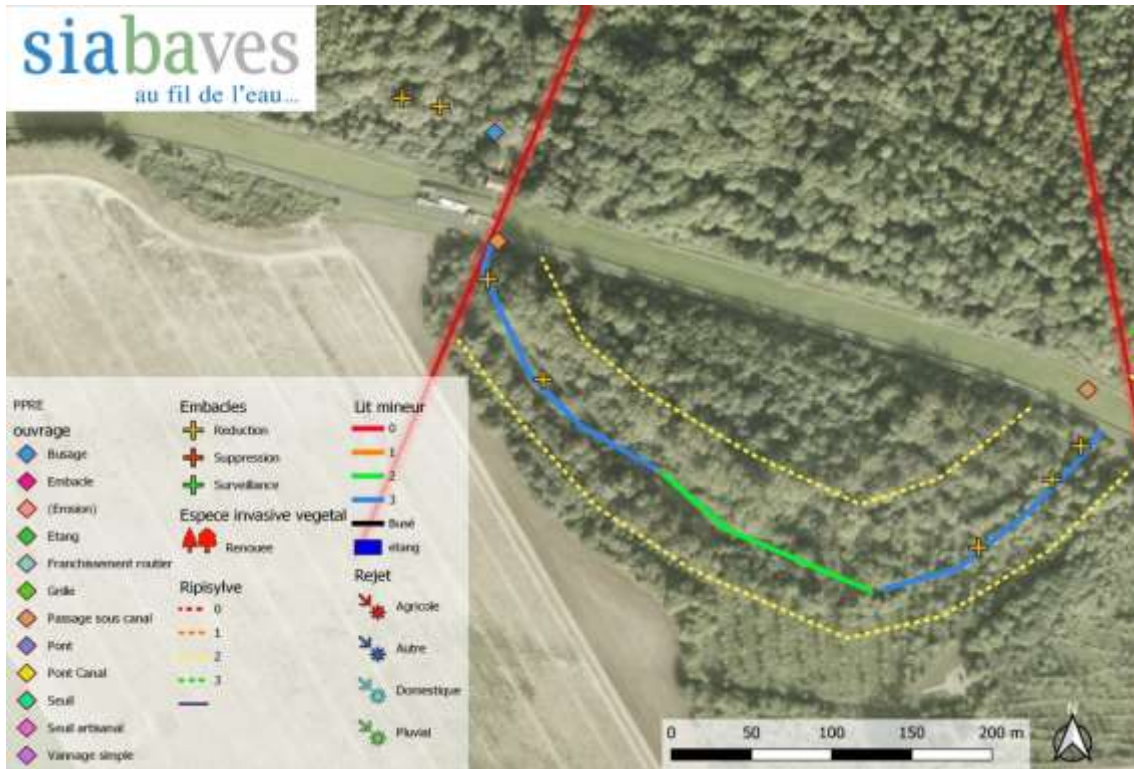 siabaves
au fil de l'eau...
PPRE
ouvrage
Busage
Embacle
(Erosion)
Etang
Franchissement routier
Grille
Passage sous canal
Pont
Pont Canal
Seuil
Seuil artisanal
Vannage simple
Embacles
Réduction
Suppression
Surveillance
Espece invasive vegetal
Renouee
Ripisylve
0
1
2
3
Lit mineur
0
1
2
3
Busé
étang
Rejet
Agricole
Autre
Domestique
Pluvial
0 50 100 150 200 m
N